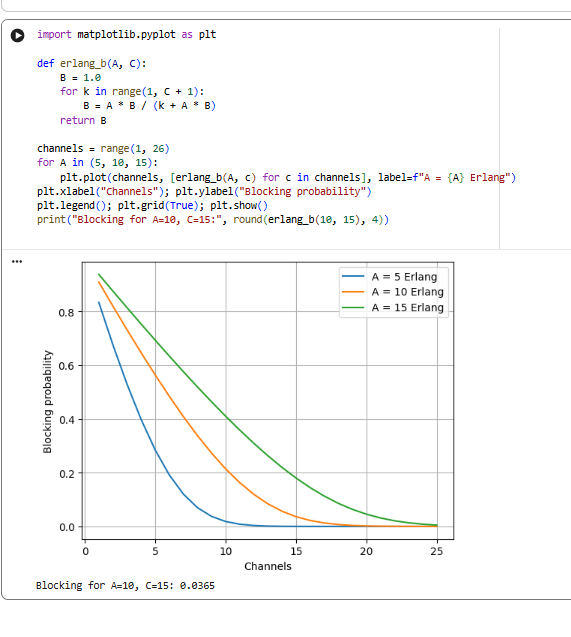 import matplotlib.pyplot as plt
def erlang_b(A, C):
    B = 1.0
    for k in range(1, C + 1):
        B = A * B / (k + A * B)
    return B
channels = range(1, 26)
for A in (5, 10, 15):
    plt.plot(channels, [erlang_b(A, c) for c in channels], label=f"A = {A} Erlang")
plt.xlabel("Channels"); plt.ylabel("Blocking probability")
plt.legend(); plt.grid(True); plt.show()
print("Blocking for A=10, C=15:", round(erlang_b(10, 15), 4))
...
A = 5 Erlang
A = 10 Erlang
A = 15 Erlang
Blocking probability
0.8
0.6
0.4
0.2
0.0
0 5 10 15 20 25
Channels
Blocking for A=10, C=15: 0.0365